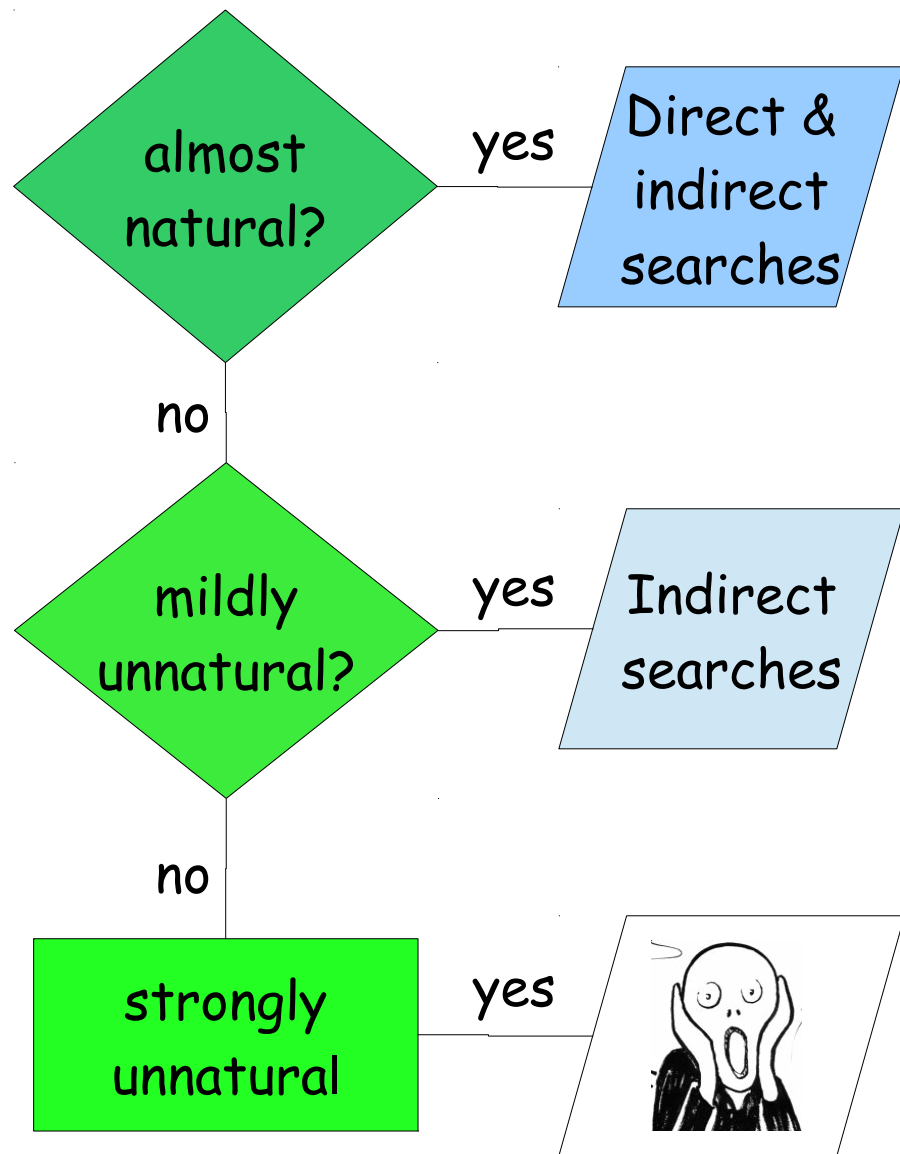 almost
natural?
yes
Direct &
indirect
searches
no
mildly
unnatural?
yes
Indirect
searches
no
strongly
unnatural
yes